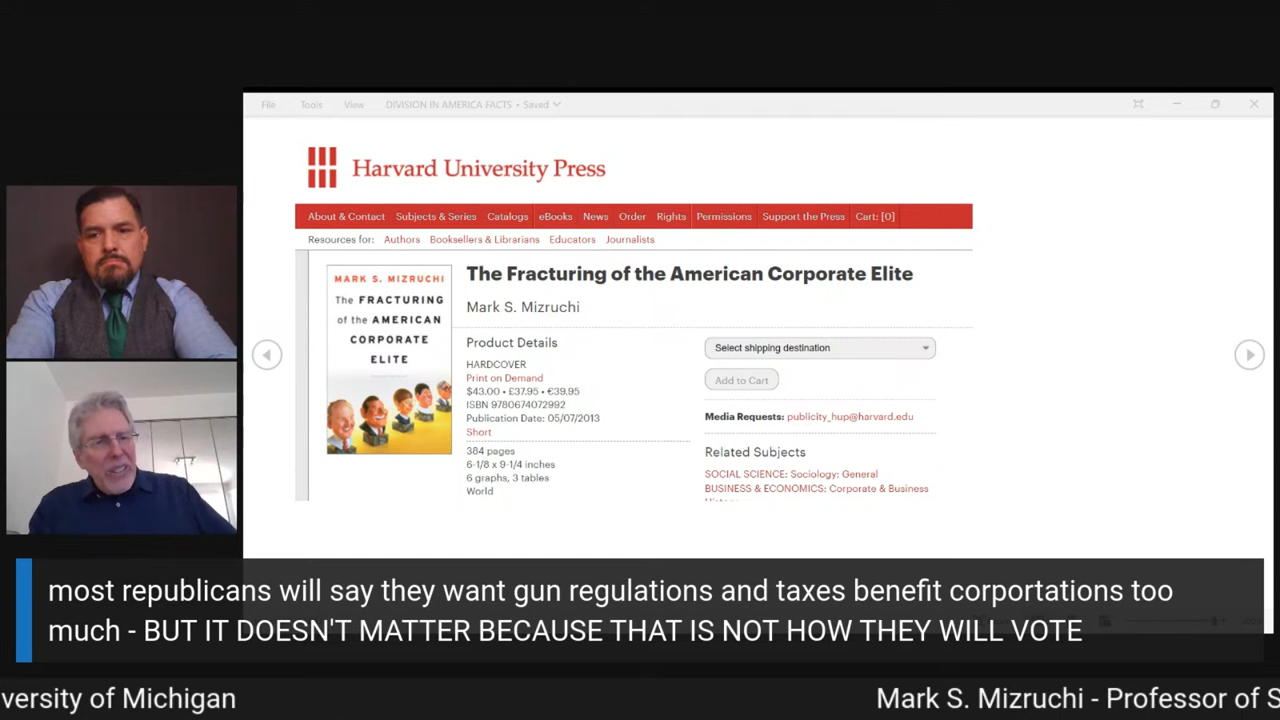 File Tools View DIVISION IN AMERICA FACTS • Saved
Harvard University Press
About & Contact Subjects & Series Catalogs eBooks News Order Rights Permissions Support the Press Cart: [0]
Resources for: Authors Booksellers & Librarians Educators Journalists
MARK S. MIZRUCHI
The FRACTURING
of the AMERICAN
CORPORATE
ELITE
The Fracturing of the American Corporate Elite
Mark S. Mizruchi
Product Details
HARDCOVER
Print on Demand
$43.00 • £37.95 • €39.95
ISBN 9780674072992
Publication Date: 05/07/2013
Short
384 pages
6-1/8 x 9-1/4 inches
6 graphs, 3 tables
World
Select shipping destination
Add to Cart
Media Requests: publicity_hup@harvard.edu
Related Subjects
SOCIAL SCIENCE: Sociology: General
BUSINESS & ECONOMICS: Corporate & Business
most republicans will say they want gun regulations and taxes benefit corportations too
much - BUT IT DOESN'T MATTER BECAUSE THAT IS NOT HOW THEY WILL VOTE
versity of Michigan
Mark S. Mizruchi - Professor of S